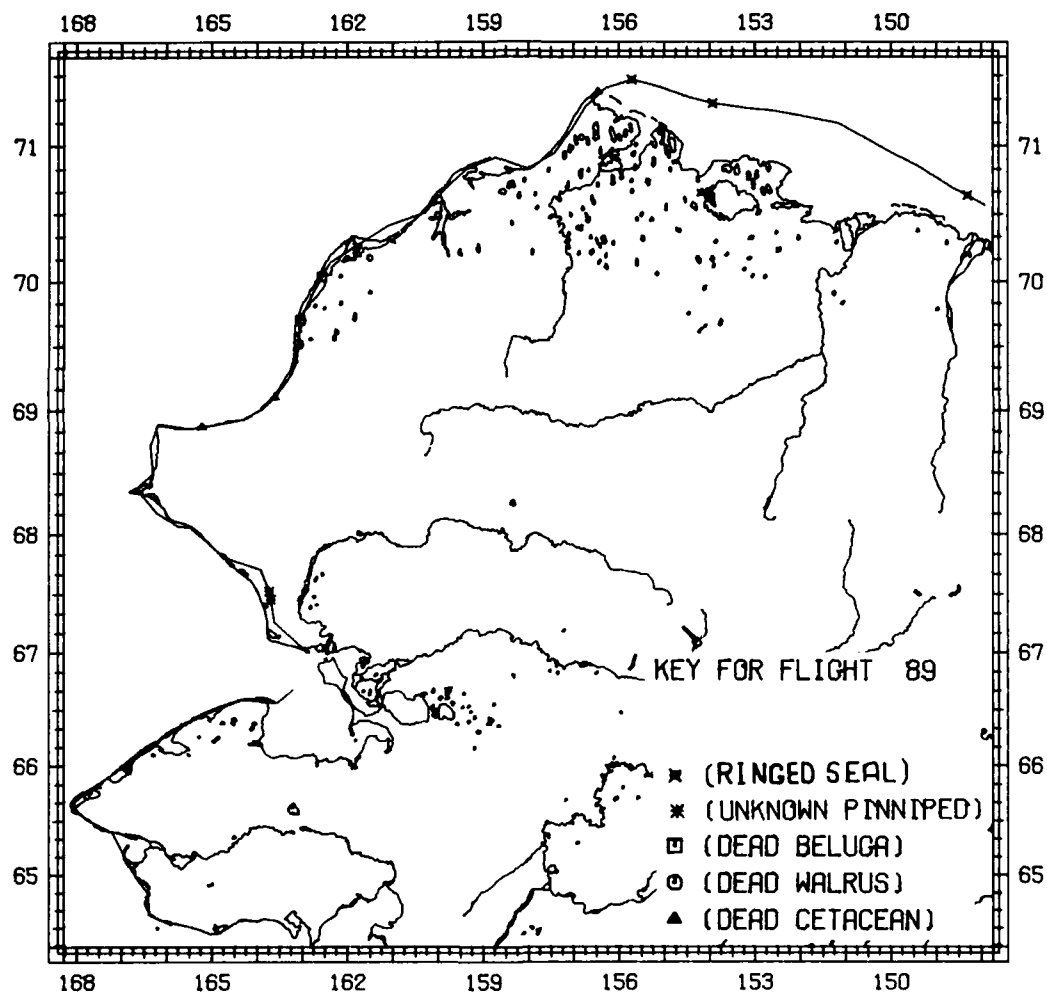 168 165 162 159 156 153 150
71 71
70 70
69 69
68 68
67 67
KEY FOR FLIGHT 89
66 66
(RINGED SEAL)
(UNKNOWN PINNIPED)
(DEAD BELUGA)
65 65
(DEAD WALRUS)
(DEAD CETACEAN)
168 165 162 159 156 153 150